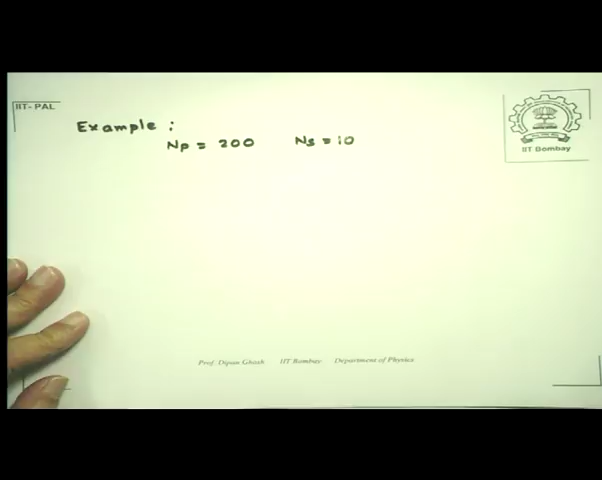 IIT- PAL
Example :
Np = 200 Ns = 10
IIT Bombay
Prof. Dipan Ghosh IIT Bombay Department of Physics